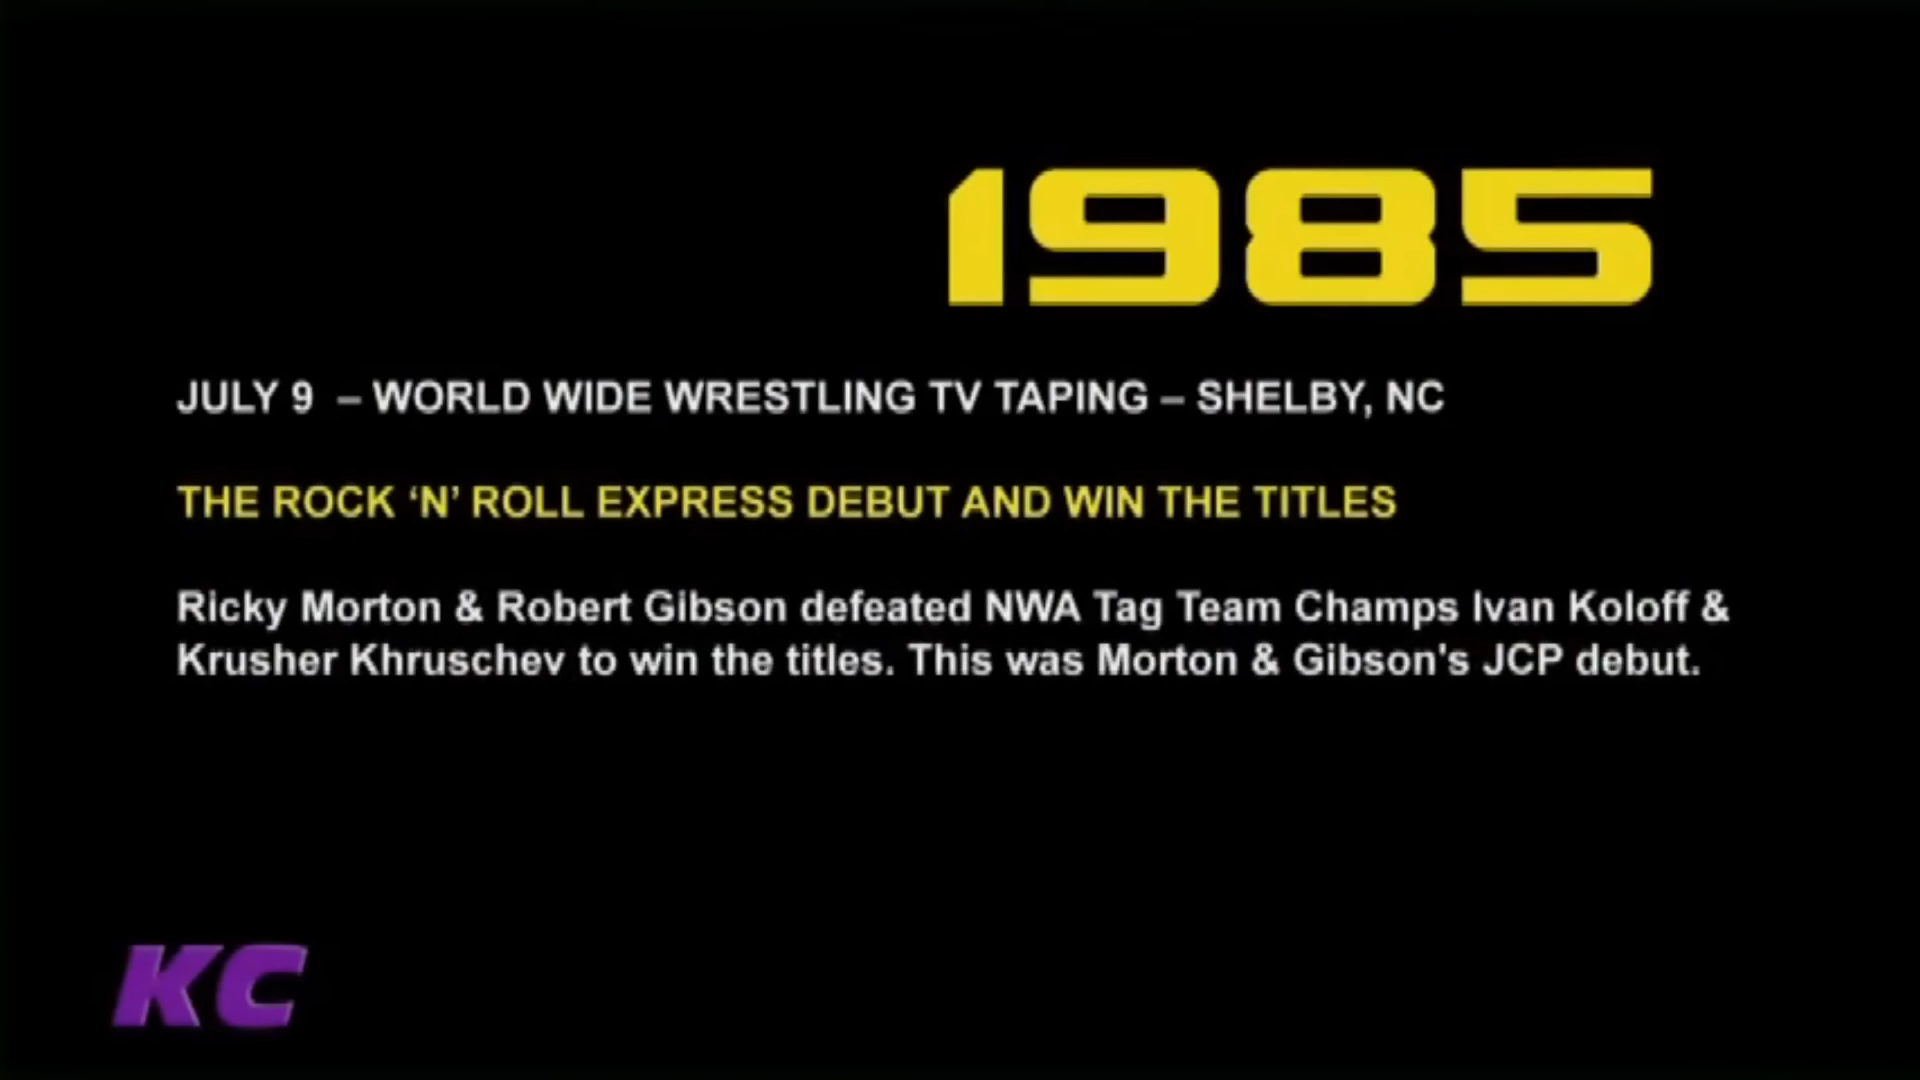 1985
JULY 9 – WORLD WIDE WRESTLING TV TAPING – SHELBY, NC
THE ROCK ‘N’ ROLL EXPRESS DEBUT AND WIN THE TITLES
Ricky Morton & Robert Gibson defeated NWA Tag Team Champs Ivan Koloff &
Krusher Khruschev to win the titles. This was Morton & Gibson's JCP debut.
KC